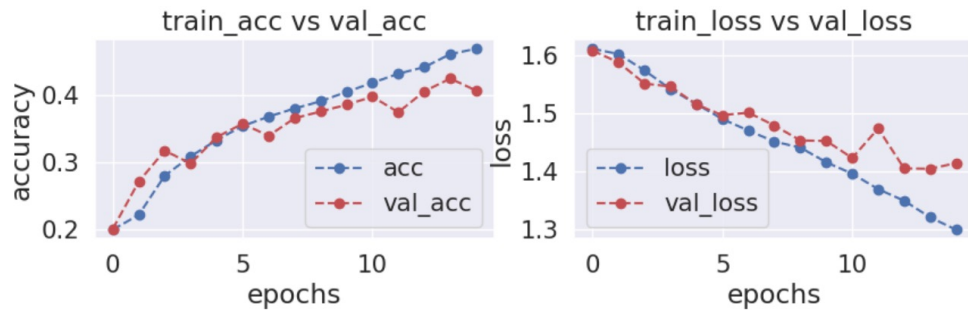 train_acc vs val_acc
accuracy
0.4
0.3
0.2
acc
val_acc
0 5 10
epochs
train_loss vs val_loss
loss
1.6
1.5
1.4
1.3
loss
val_loss
0 5 10
epochs